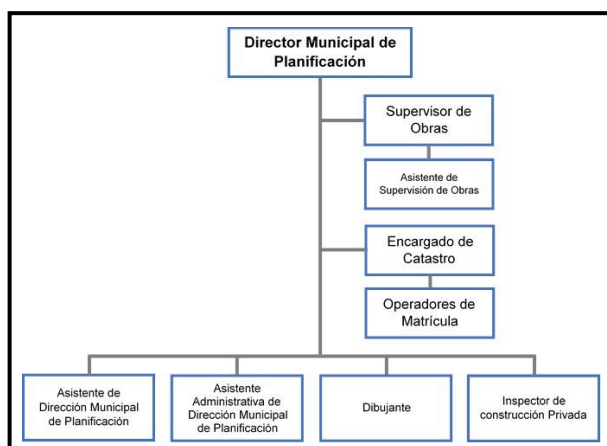 Director Municipal de
Planificación
Supervisor de
Obras
Asistente de
Supervisión de Obras
Encargado de
Catastro
Operadores de
Matrícula
Asistente de
Dirección Municipal
de Planificación
Asistente
Administrativa de
Dirección Municipal
de Planificación
Dibujante
Inspector de
construcción Privada